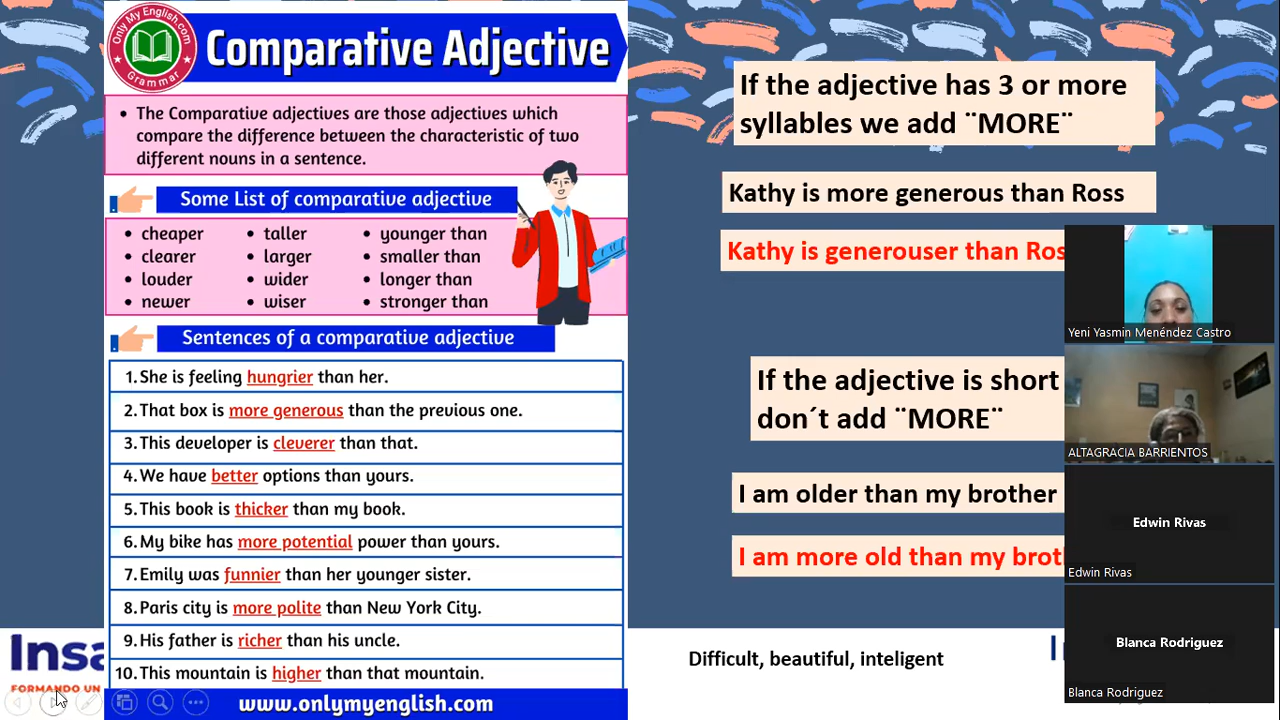 Only My English.com
Grammar
Comparative Adjective
• The Comparative adjectives are those adjectives which
compare the difference between the characteristic of two
different nouns in a sentence.
Some List of comparative adjective
• cheaper
• clearer
• louder
• newer
• taller
• larger
• wider
• wiser
• younger than
• smaller than
• longer than
• stronger than
Sentences of a comparative adjective
1. She is feeling hungrier than her.
2. That box is more generous than the previous one.
3. This developer is cleverer than that.
4. We have better options than yours.
5. This book is thicker than my book.
6. My bike has more potential power than yours.
7. Emily was funnier than her younger sister.
8. Paris city is more polite than New York City.
9. His father is richer than his uncle.
10. This mountain is higher than that mountain.
www.onlymyenglish.com
Insa
FORMANDO UN
If the adjective has 3 or more
syllables we add ¨MORE¨
Kathy is more generous than Ross
Kathy is generouser than Ros
If the adjective is short
don´t add ¨MORE¨
I am older than my brother
I am more old than my brot
Difficult, beautiful, inteligent
Yeni Yasmin Menéndez Castro
ALTAGRACIA BARRIENTOS
Edwin Rivas
Edwin Rivas
Blanca Rodriguez
Blanca Rodriguez